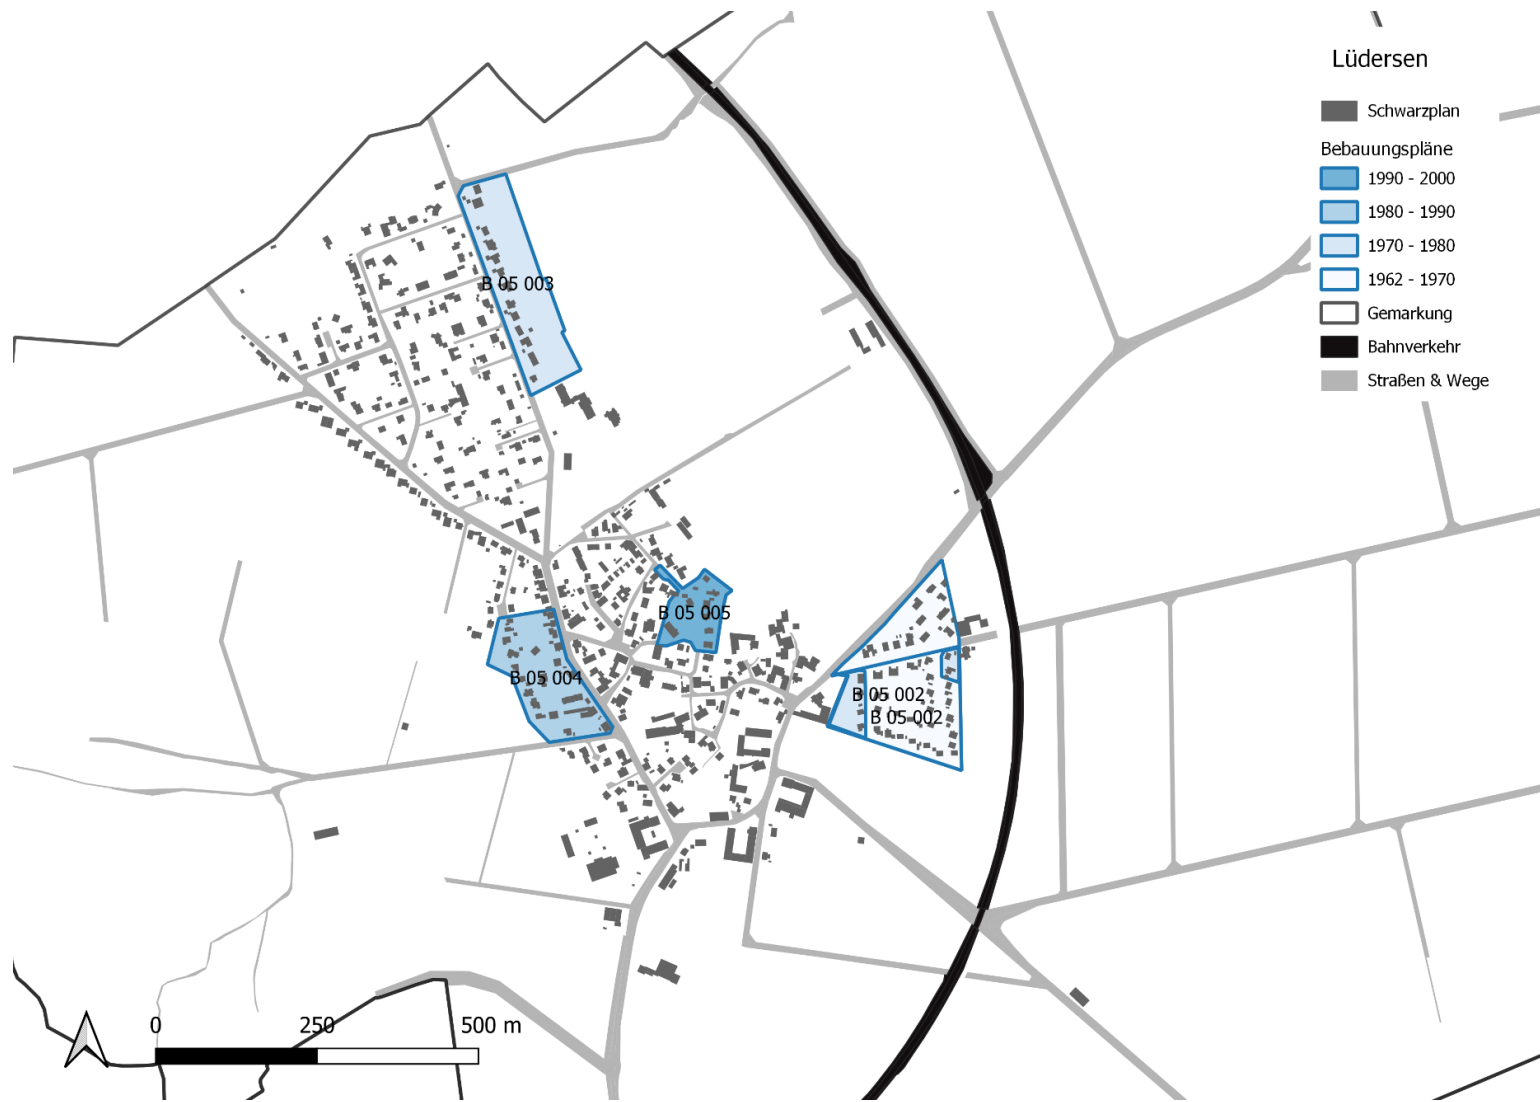 Lüdersen
Schwarzplan
Bebauungspläne
1990 - 2000
1980 - 1990
1970 - 1980
1962 - 1970
Gemarkung
Bahnverkehr
Straßen & Wege
B 05 003
B 05 005
B 05 004
B 05 002
B 05 002
0 250 500 m